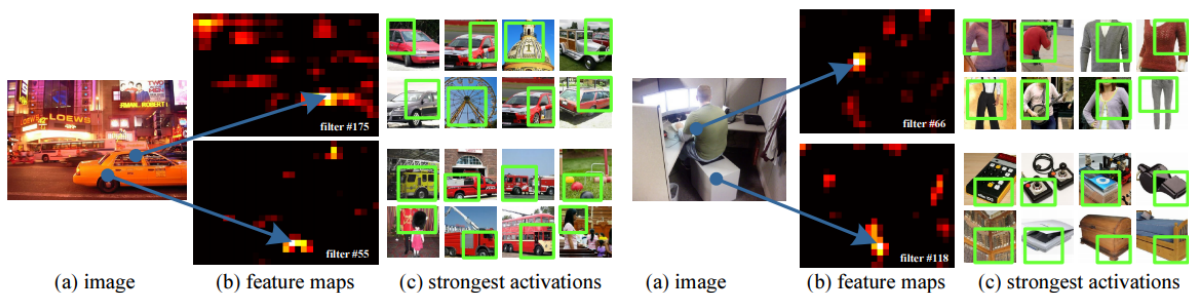 LOEWS
filter #175
filter #55
(a) image
(b) feature maps
(c) strongest activations
filter #66
filter #118
(a) image
(b) feature maps
(c) strongest activations